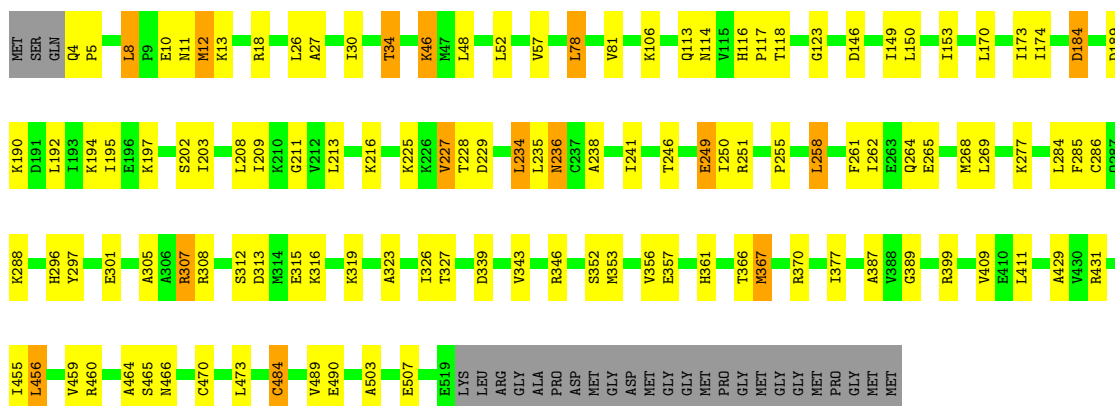 MET SER GLN Q4 P5 L8 P9 E10 N11 M12 K13 R18 L26 A27 I30 T34 K46 M47 L48 L52 V57 L78 V81 K106 Q113 N114 V115 H116 P117 T118 G123 D146 I149 L150 I153 L170 I173 I174 D184
K190 D191 L192 I193 K194 I195 E196 K197 S202 I203 L208 I209 K210 G211 V212 L213 K216 K225 K226 V227 T228 D229 L234 L235 N236 C237 A238 I241 T246 E249 I250 R251 P255 L258 F261 I262 E263 Q264 E265 M268 L269 K277 L284 F285 C286
K288 H296 Y297 E301 A305 A306 R307 R308 S312 D313 M314 E315 K316 K319 A323 I326 T327 D339 V343 R346 S352 M353 V356 E357 H361 T366 M367 R370 I377 A387 V388 G389 R399 V409 E410 L411 A429 V430 R431
I455 L456 V459 R460 A464 S465 N466 C470 L473 C484 V489 E490 A503 E507 E519 LYS LEU ARG GLY ALA PRO ASP MET GLY ASP MET GLY GLY MET PRO GLY MET GLY GLY MET MET PRO GLY MET MET